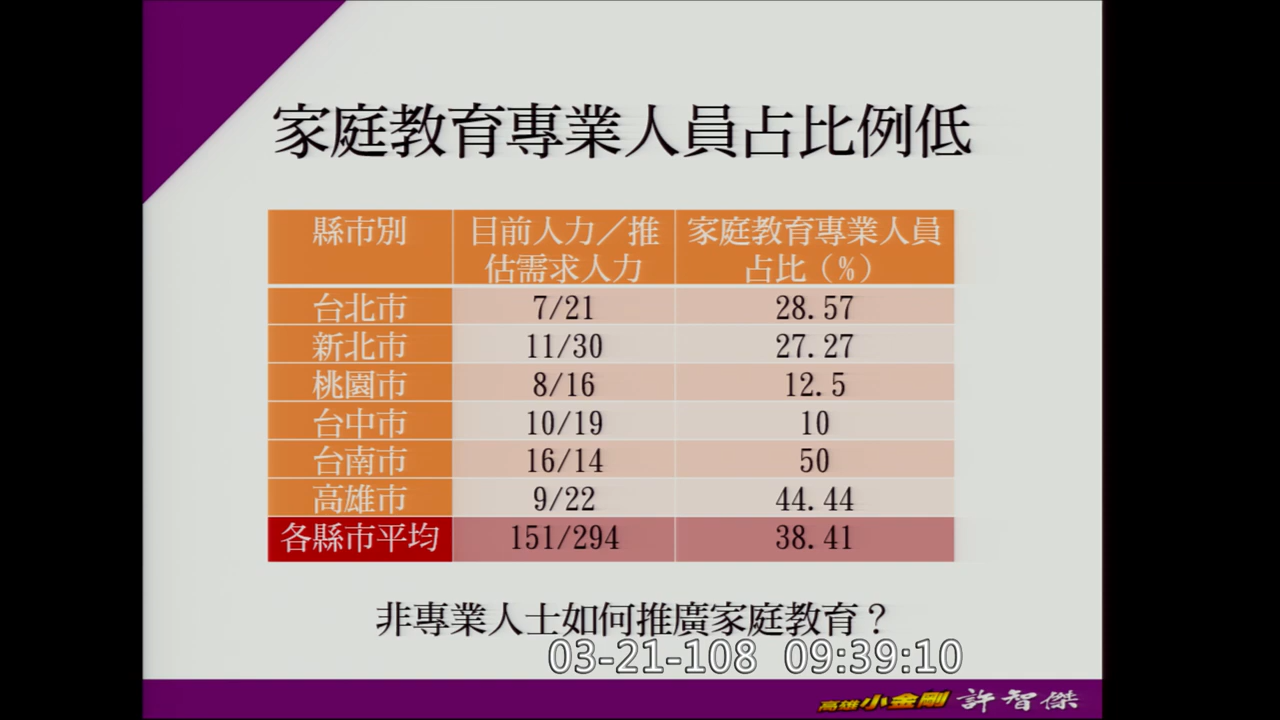 家庭教育專業人員占比例低
縣市別 目前人力／推估需求人力 家庭教育專業人員占比（%）
台北市 7/21 28.57
新北市 11/30 27.27
桃園市 8/16 12.5
台中市 10/19 10
台南市 16/14 50
高雄市 9/22 44.44
各縣市平均 151/294 38.41
非專業人士如何推廣家庭教育？
03-21-108 09:39:10
高雄小金剛 許智傑